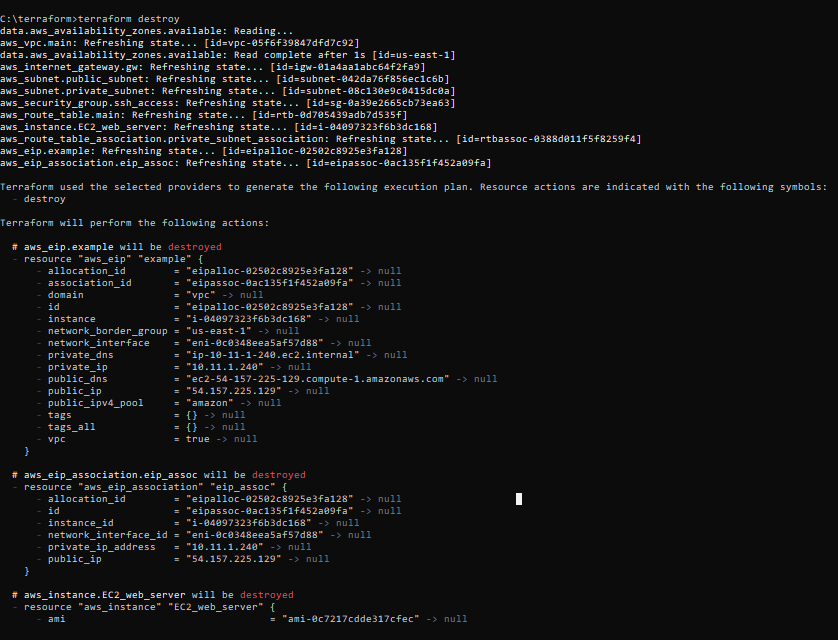 C:\terraform>terraform destroy
data.aws_availability_zones.available: Reading...
aws_vpc.main: Refreshing state... [id=vpc-05f6f39847dfd7c92]
data.aws_availability_zones.available: Read complete after 1s [id=us-east-1]
aws_internet_gateway.gw: Refreshing state... [id=igw-01a4aa1abc64f2fa9]
aws_subnet.public_subnet: Refreshing state... [id=subnet-042da76f856ec1c6b]
aws_subnet.private_subnet: Refreshing state... [id=subnet-08c130e9c0415dc0a]
aws_security_group.ssh_access: Refreshing state... [id=sg-0a39e2665cb73ea63]
aws_route_table.main: Refreshing state... [id=rtb-0d705439adb7d535f]
aws_instance.EC2_web_server: Refreshing state... [id=i-04097323f6b3dc168]
aws_route_table_association.private_subnet_association: Refreshing state... [id=rtbassoc-0388d011f5f8259f4]
aws_eip.example: Refreshing state... [id=eipalloc-02502c8925e3fa128]
aws_eip_association.eip_assoc: Refreshing state... [id=eipassoc-0ac135f1f452a09fa]
Terraform used the selected providers to generate the following execution plan. Resource actions are indicated with the following symbols:
- destroy
Terraform will perform the following actions:
# aws_eip.example will be destroyed
- resource "aws_eip" "example" {
- allocation_id = "eipalloc-02502c8925e3fa128" -> null
- association_id = "eipassoc-0ac135f1f452a09fa" -> null
- domain = "vpc" -> null
- id = "eipalloc-02502c8925e3fa128" -> null
- instance = "i-04097323f6b3dc168" -> null
- network_border_group = "us-east-1" -> null
- network_interface = "eni-0c0348eea5af57d88" -> null
- private_dns = "ip-10-11-1-240.ec2.internal" -> null
- private_ip = "10.11.1.240" -> null
- public_dns = "ec2-54-157-225-129.compute-1.amazonaws.com" -> null
- public_ip = "54.157.225.129" -> null
- public_ipv4_pool = "amazon" -> null
- tags = {} -> null
- tags_all = {} -> null
- vpc = true -> null
}
# aws_eip_association.eip_assoc will be destroyed
- resource "aws_eip_association" "eip_assoc" {
- allocation_id = "eipalloc-02502c8925e3fa128" -> null
- id = "eipassoc-0ac135f1f452a09fa" -> null
- instance_id = "i-04097323f6b3dc168" -> null
- network_interface_id = "eni-0c0348eea5af57d88" -> null
- private_ip_address = "10.11.1.240" -> null
- public_ip = "54.157.225.129" -> null
}
# aws_instance.EC2_web_server will be destroyed
- resource "aws_instance" "EC2_web_server" {
- ami = "ami-0c7217cdde317cfec" -> null